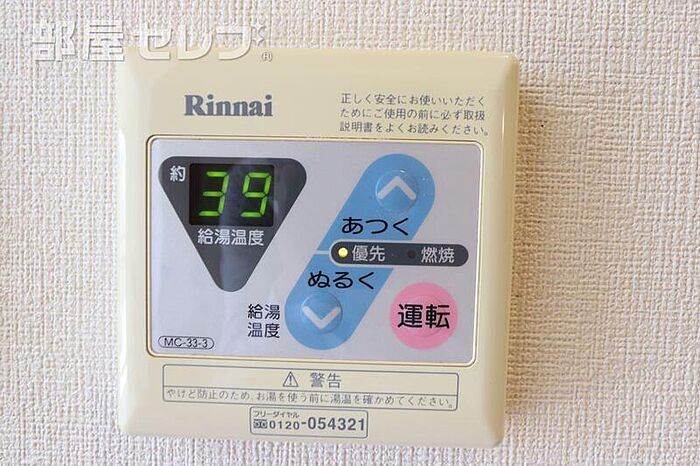 部屋セレブ
®
Rinnai
正しく安全にお使いいただく
ためにご使用の前に必ず取扱
説明書をよくお読みください。
約
39
給湯温度
あつく
優先
燃焼
ぬるく
給湯
温度
運転
MC-33-3
⚠ 警告
やけど防止のため、お湯を使う前に湯温を確かめてください。
フリーダイヤル
0120-054321